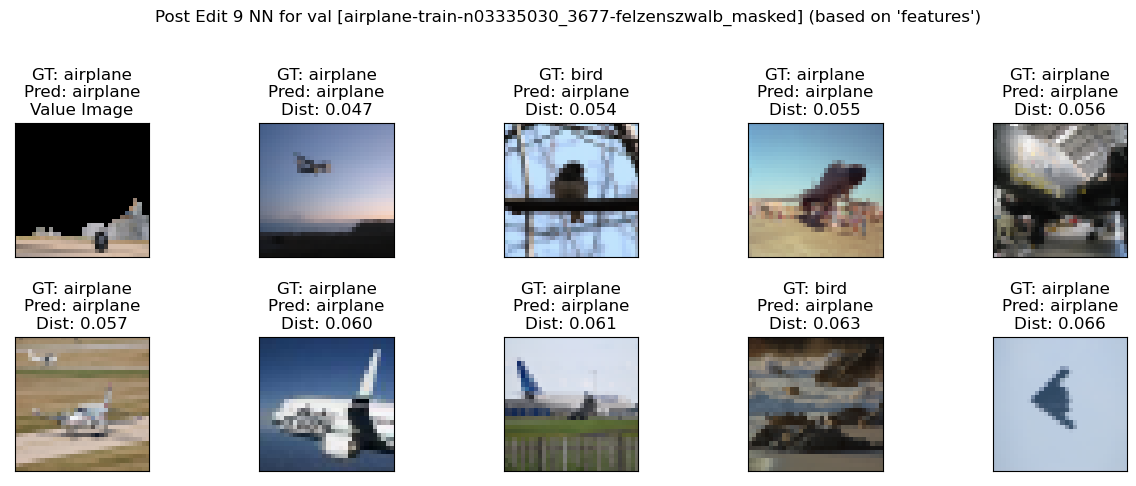 Post Edit 9 NN for val [airplane-train-n03335030_3677-felzenszwalb_masked] (based on 'features')
GT: airplane
Pred: airplane
Value Image
GT: airplane
Pred: airplane
Dist: 0.047
GT: bird
Pred: airplane
Dist: 0.054
GT: airplane
Pred: airplane
Dist: 0.055
GT: airplane
Pred: airplane
Dist: 0.056
GT: airplane
Pred: airplane
Dist: 0.057
GT: airplane
Pred: airplane
Dist: 0.060
GT: airplane
Pred: airplane
Dist: 0.061
GT: bird
Pred: airplane
Dist: 0.063
GT: airplane
Pred: airplane
Dist: 0.066